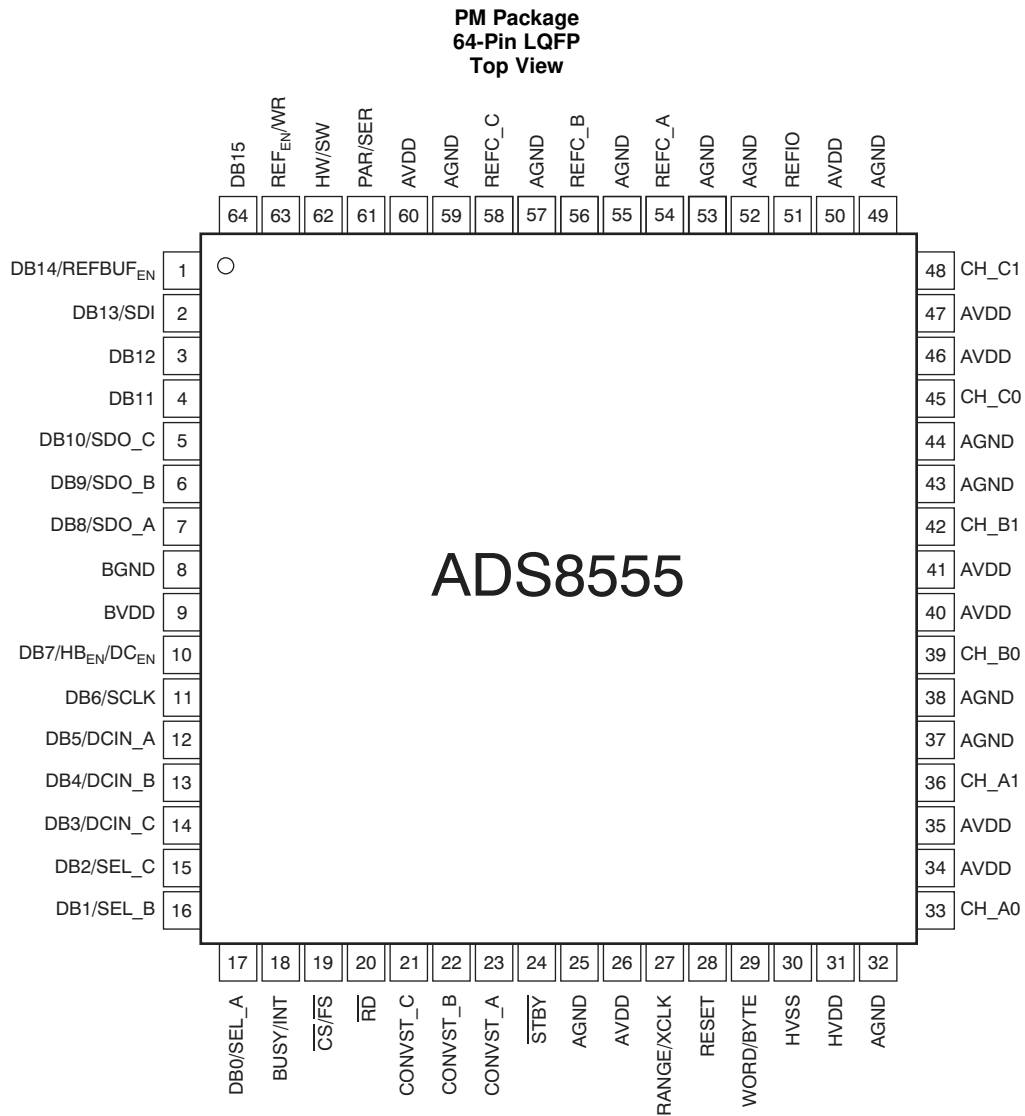 PM Package
64-Pin LQFP
Top View
DB15
REF_EN/WR
HW/SW
PAR/SER
AVDD
AGND
REFC_C
AGND
REFC_B
AGND
REFC_A
AGND
AGND
REFIO
AVDD
AGND
64 63 62 61 60 59 58 57 56 55 54 53 52 51 50 49
DB14/REFBUF_EN 1
DB13/SDI 2
DB12 3
DB11 4
DB10/SDO_C 5
DB9/SDO_B 6
DB8/SDO_A 7
BGND 8
BVDD 9
DB7/HB_EN/DC_EN 10
DB6/SCLK 11
DB5/DCIN_A 12
DB4/DCIN_B 13
DB3/DCIN_C 14
DB2/SEL_C 15
DB1/SEL_B 16
ADS8555
48 CH_C1
47 AVDD
46 AVDD
45 CH_C0
44 AGND
43 AGND
42 CH_B1
41 AVDD
40 AVDD
39 CH_B0
38 AGND
37 AGND
36 CH_A1
35 AVDD
34 AVDD
33 CH_A0
17 18 19 20 21 22 23 24 25 26 27 28 29 30 31 32
DB0/SEL_A
BUSY/INT
C̅S̅/FS
R̅D̅
CONVST_C
CONVST_B
CONVST_A
S̅T̅B̅Y̅
AGND
AVDD
RANGE/XCLK
RESET
WORD/BYTE
HVSS
HVDD
AGND